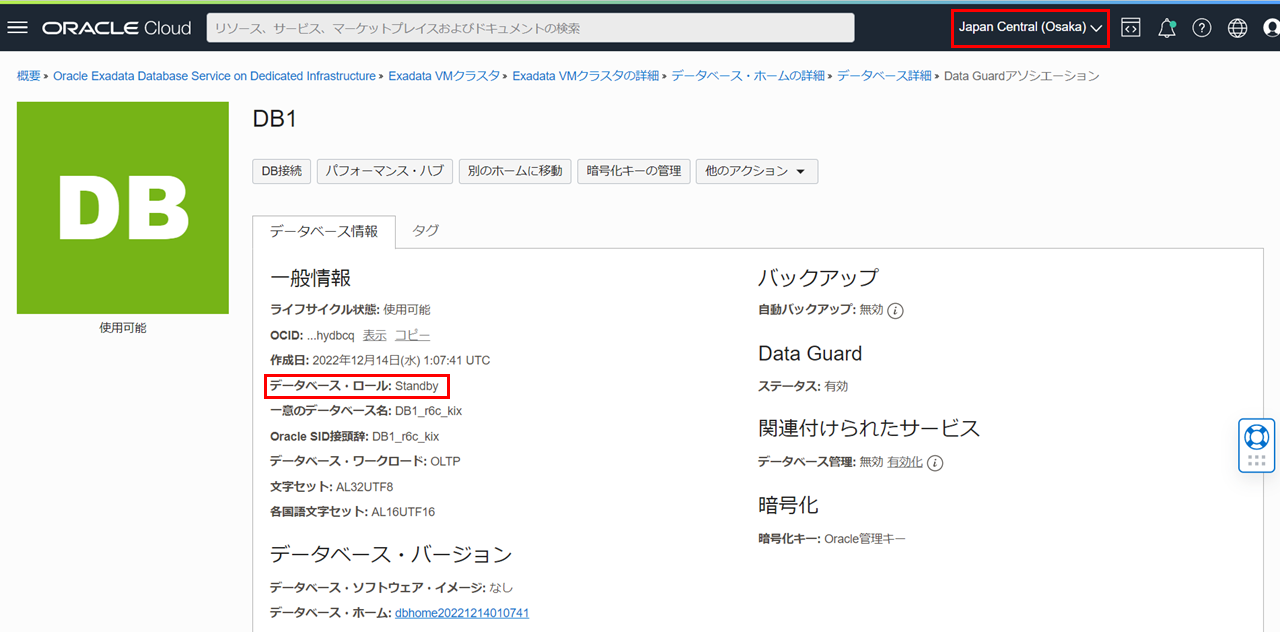 ORACLE Cloud
リソース、サービス、マーケットプレイスおよびドキュメントの検索
Japan Central (Osaka)
概要 » Oracle Exadata Database Service on Dedicated Infrastructure » Exadata VMクラスタ » Exadata VMクラスタの詳細 » データベース・ホームの詳細 » データベース詳細 » Data Guardアソシエーション
DB
使用可能
DB1
DB接続 パフォーマンス・ハブ 別のホームに移動 暗号化キーの管理 他のアクション
データベース情報 タグ
一般情報
ライフサイクル状態: 使用可能
OCID: ...hydbcq 表示 コピー
作成日: 2022年12月14日(水) 1:07:41 UTC
データベース・ロール: Standby
一意のデータベース名: DB1_r6c_kix
Oracle SID接頭辞: DB1_r6c_kix
データベース・ワークロード: OLTP
文字セット: AL32UTF8
各国語文字セット: AL16UTF16
データベース・バージョン
データベース・ソフトウェア・イメージ: なし
データベース・ホーム: dbhome20221214010741
バックアップ
自動バックアップ: 無効
Data Guard
ステータス: 有効
関連付けられたサービス
データベース管理: 無効 有効化
暗号化
暗号化キー: Oracle管理キー